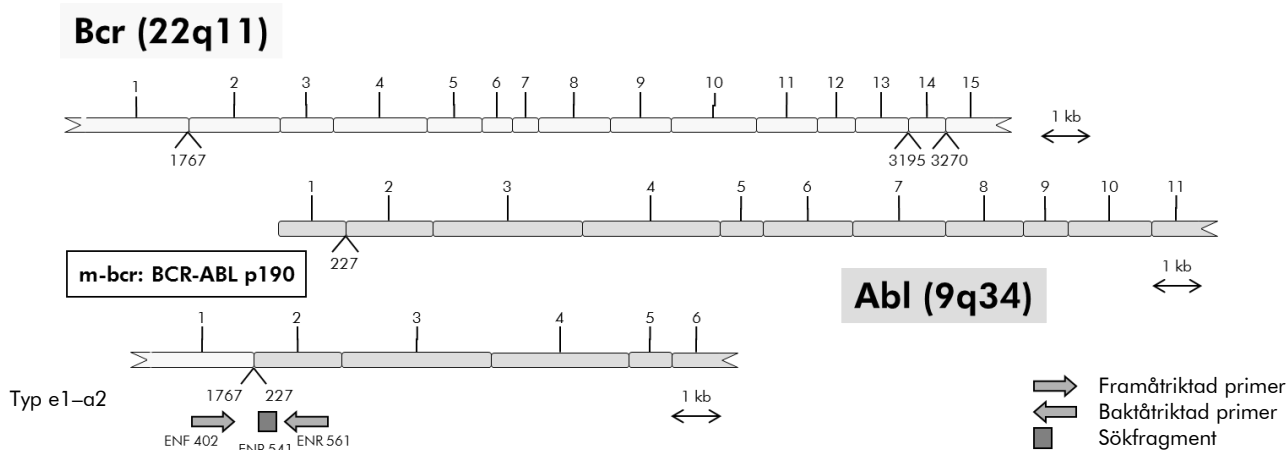 Bcr (22q11)
1 2 3 4 5 6 7 8 9 10 11 12 13 14 15
1 kb
1767 3195 3270
1 2 3 4 5 6 7 8 9 10 11
227
m-bcr: BCR-ABL p190
1 kb
Abl (9q34)
1 2 3 4 5 6
1767 227
1 kb
Typ e1–a2
Framåtriktad primer
Baktåtriktad primer
Sökfragment
ENF 402 ENR 561